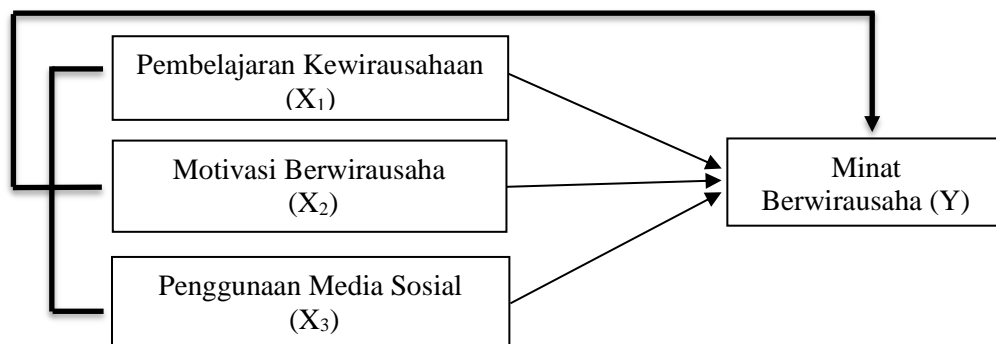 Pembelajaran Kewirausahaan
(X₁)
Motivasi Berwirausaha
(X₂)
Penggunaan Media Sosial
(X₃)
Minat
Berwirausaha (Y)